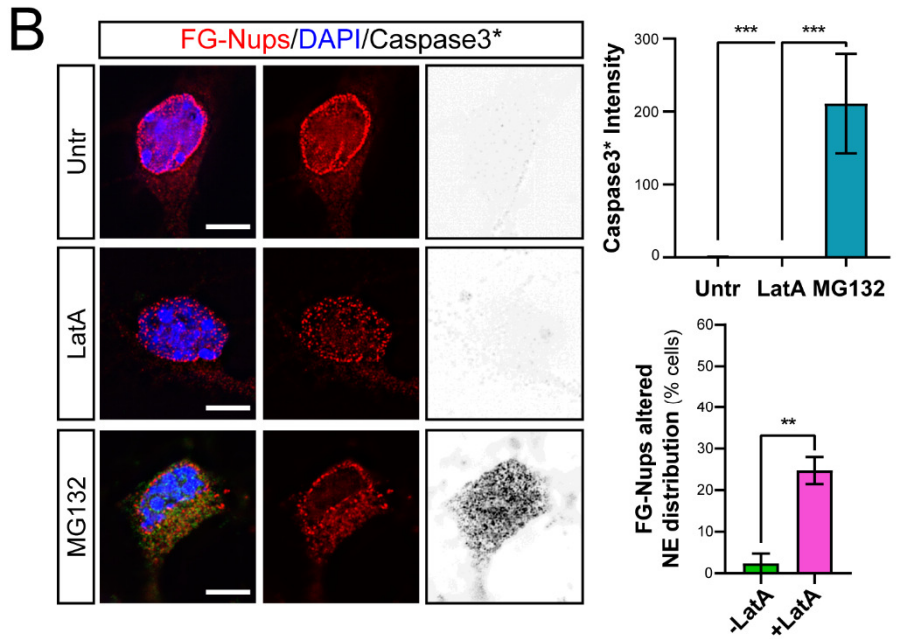 B
FG-Nups/DAPI/Caspase3*
Untr
LatA
MG132
Caspase3* Intensity
300
200
100
0
***
***
Untr LatA MG132
FG-Nups altered
NE distribution (% cells)
60
50
40
30
20
10
0
**
-LatA
+LatA